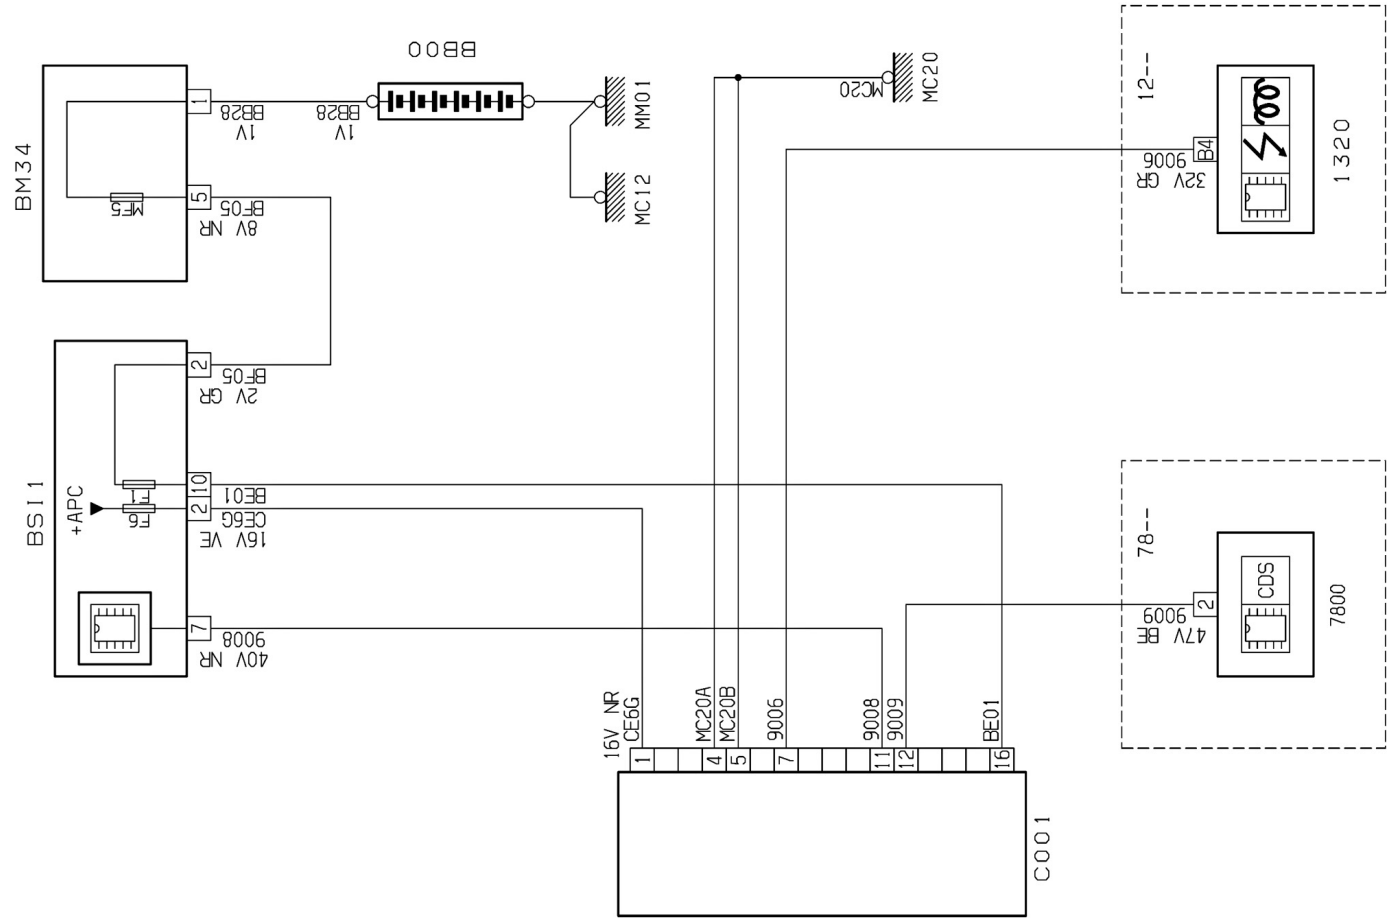 BB00
BM34
1
BB28
1V
BB28
1V
MM01
MC12
MF5
5
BF05
8V NR
MC20
MC20
12--
B4
9006
32V GR
1320
BSI1
2
BF05
2V GR
+APC
F1
F6
10
BE01
2
CE6G
16V VE
7
9008
40V NR
78--
CDS
2
9009
47V BE
7800
16V NR
CE6G
MC20A
MC20B
9006
9008
9009
BE01
1
4
5
7
11
12
16
C001